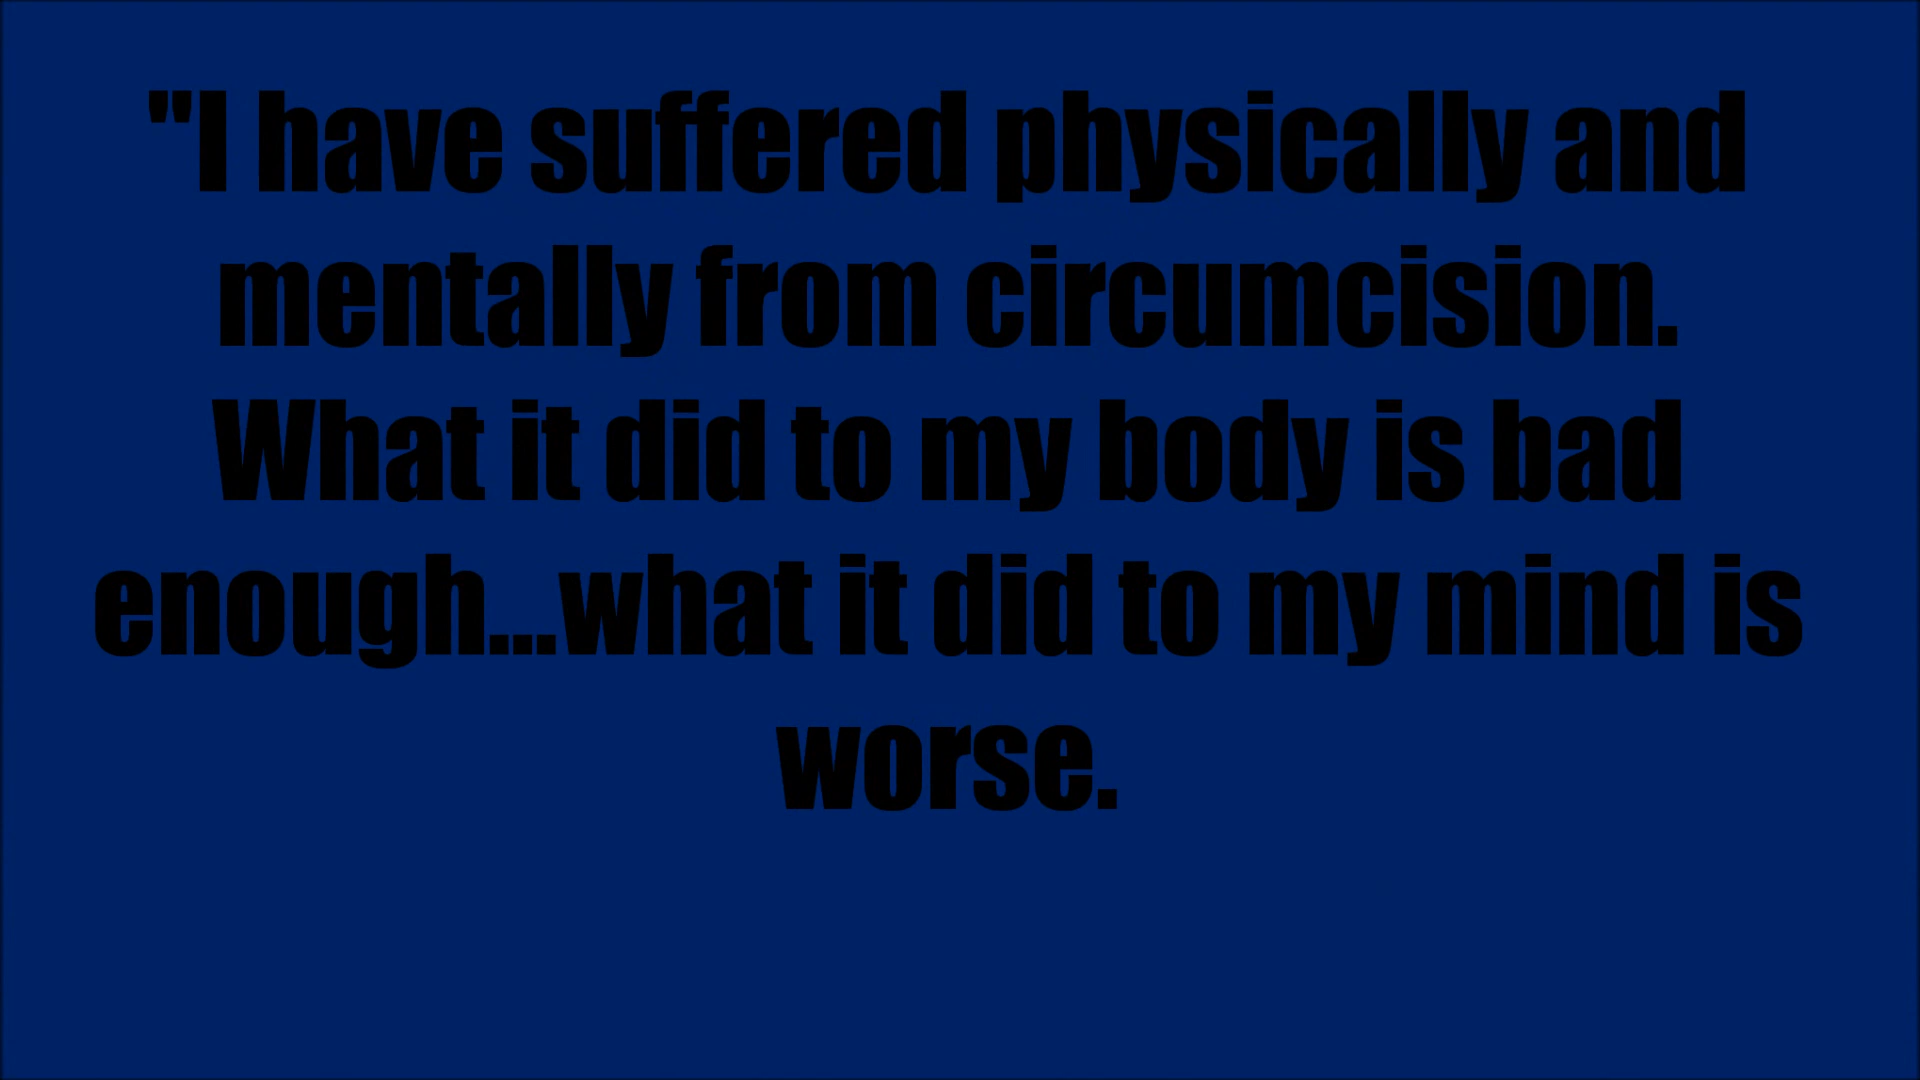 "I have suffered physically and
mentally from circumcision.
What it did to my body is bad
enough...what it did to my mind is
worse.